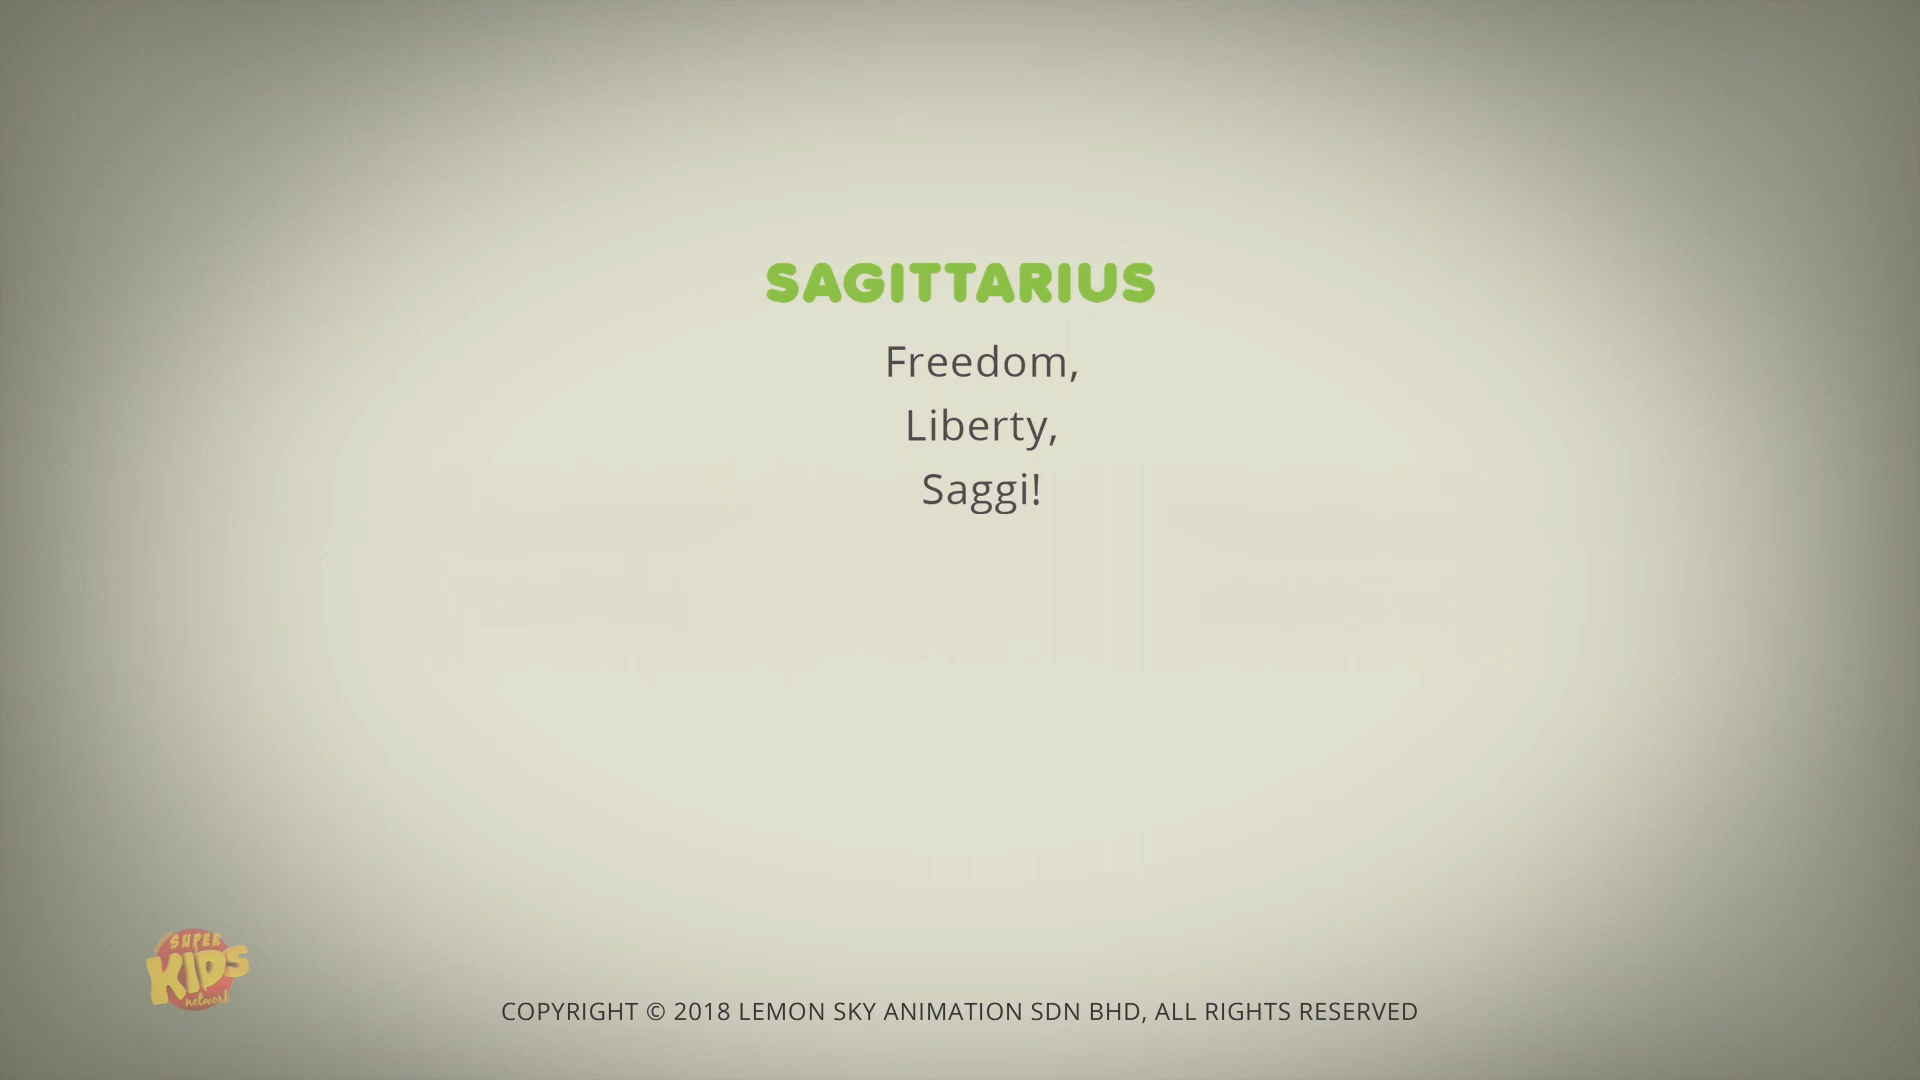 SAGITTARIUS
Freedom,
Liberty,
Saggi!
SUPER
KIDS
network
COPYRIGHT © 2018 LEMON SKY ANIMATION SDN BHD, ALL RIGHTS RESERVED